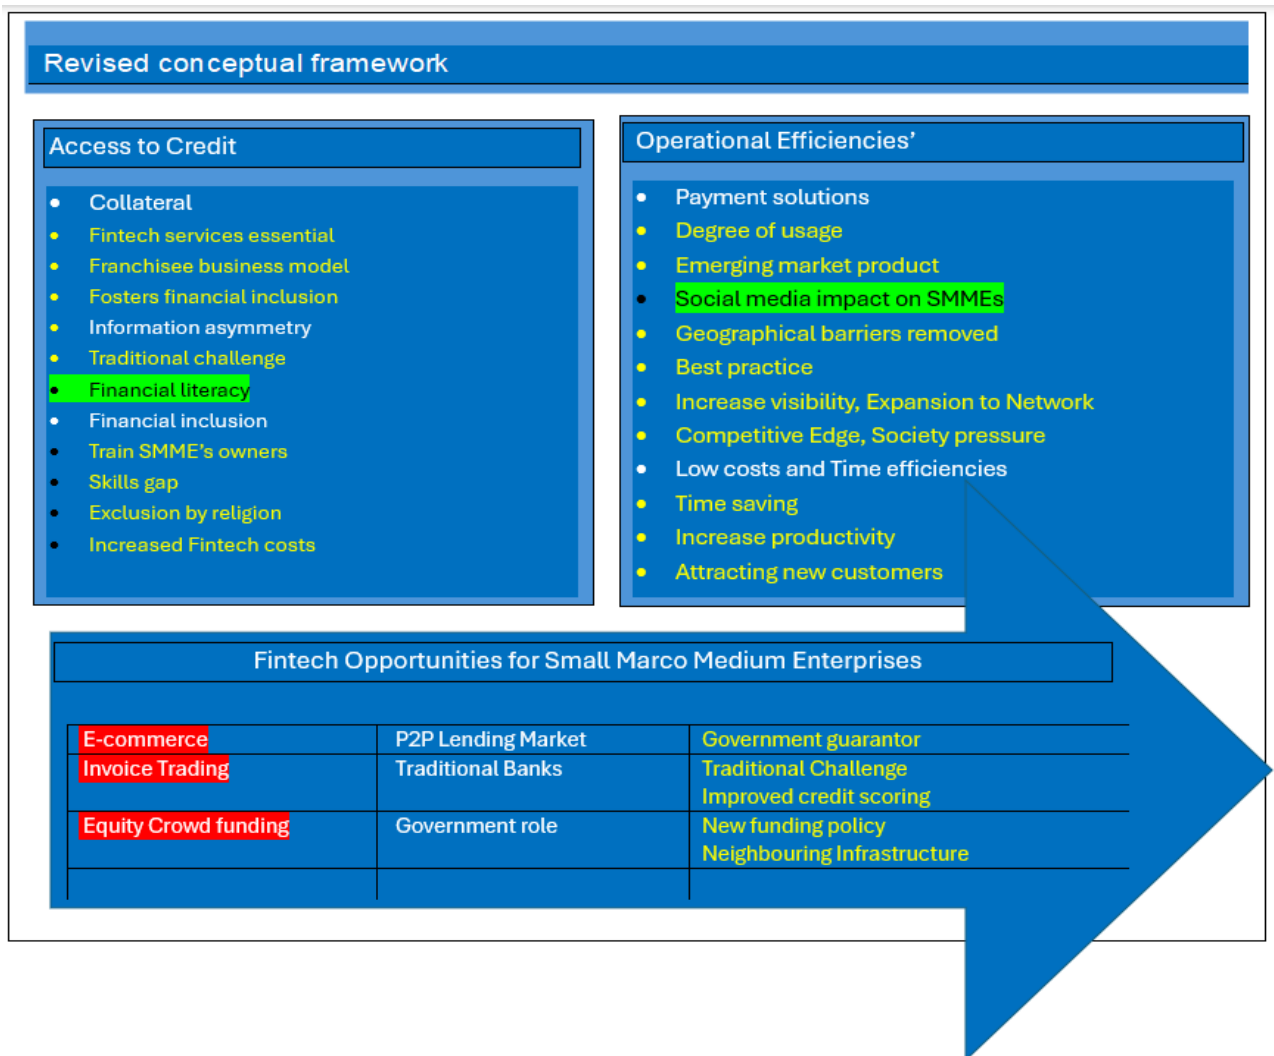 Revised conceptual framework
Access to Credit
• Collateral
• Fintech services essential
• Franchisee business model
• Fosters financial inclusion
• Information asymmetry
• Traditional challenge
• Financial literacy
• Financial inclusion
• Train SMME's owners
• Skills gap
• Exclusion by religion
• Increased Fintech costs
Operational Efficiencies’
• Payment solutions
• Degree of usage
• Emerging market product
• Social media impact on SMMEs
• Geographical barriers removed
• Best practice
• Increase visibility, Expansion to Network
• Competitive Edge, Society pressure
• Low costs and Time efficiencies
• Time saving
• Increase productivity
• Attracting new customers
Fintech Opportunities for Small Marco Medium Enterprises
E-commerce P2P Lending Market Government guarantor
Invoice Trading Traditional Banks Traditional Challenge
Improved credit scoring
Equity Crowd funding Government role New funding policy
Neighbouring Infrastructure